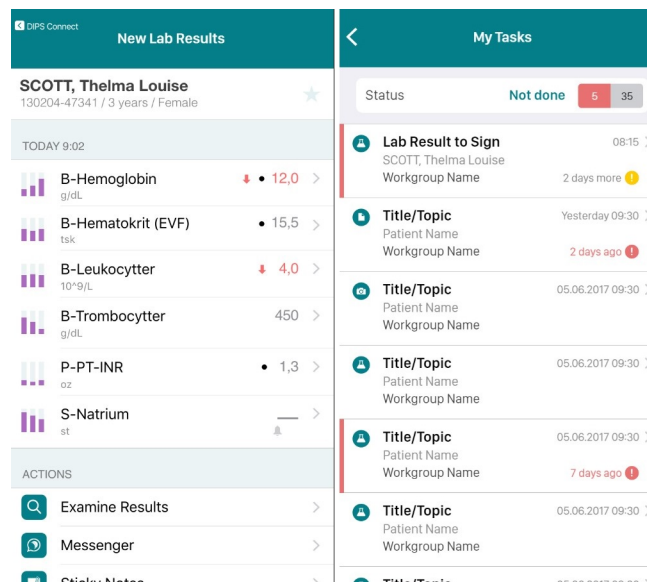 DIPS Connect
New Lab Results
SCOTT, Thelma Louise
130204-47341 / 3 years / Female
TODAY 9:02
B-Hemoglobin 12,0
g/dL
B-Hematokrit (EVF) 15,5
tsk
B-Leukocytter 4,0
10^9/L
B-Trombocytter 450
g/dL
P-PT-INR 1,3
oz
S-Natrium
st
ACTIONS
Examine Results
Messenger
Sticky Notes
My Tasks
Status Not done 5 35
Lab Result to Sign 08:15
SCOTT, Thelma Louise
Workgroup Name 2 days more
Title/Topic Yesterday 09:30
Patient Name
Workgroup Name 2 days ago
Title/Topic 05.06.2017 09:30
Patient Name
Workgroup Name
Title/Topic 05.06.2017 09:30
Patient Name
Workgroup Name
Title/Topic 05.06.2017 09:30
Patient Name
Workgroup Name 7 days ago
Title/Topic 05.06.2017 09:30
Patient Name
Workgroup Name
Title/Topic